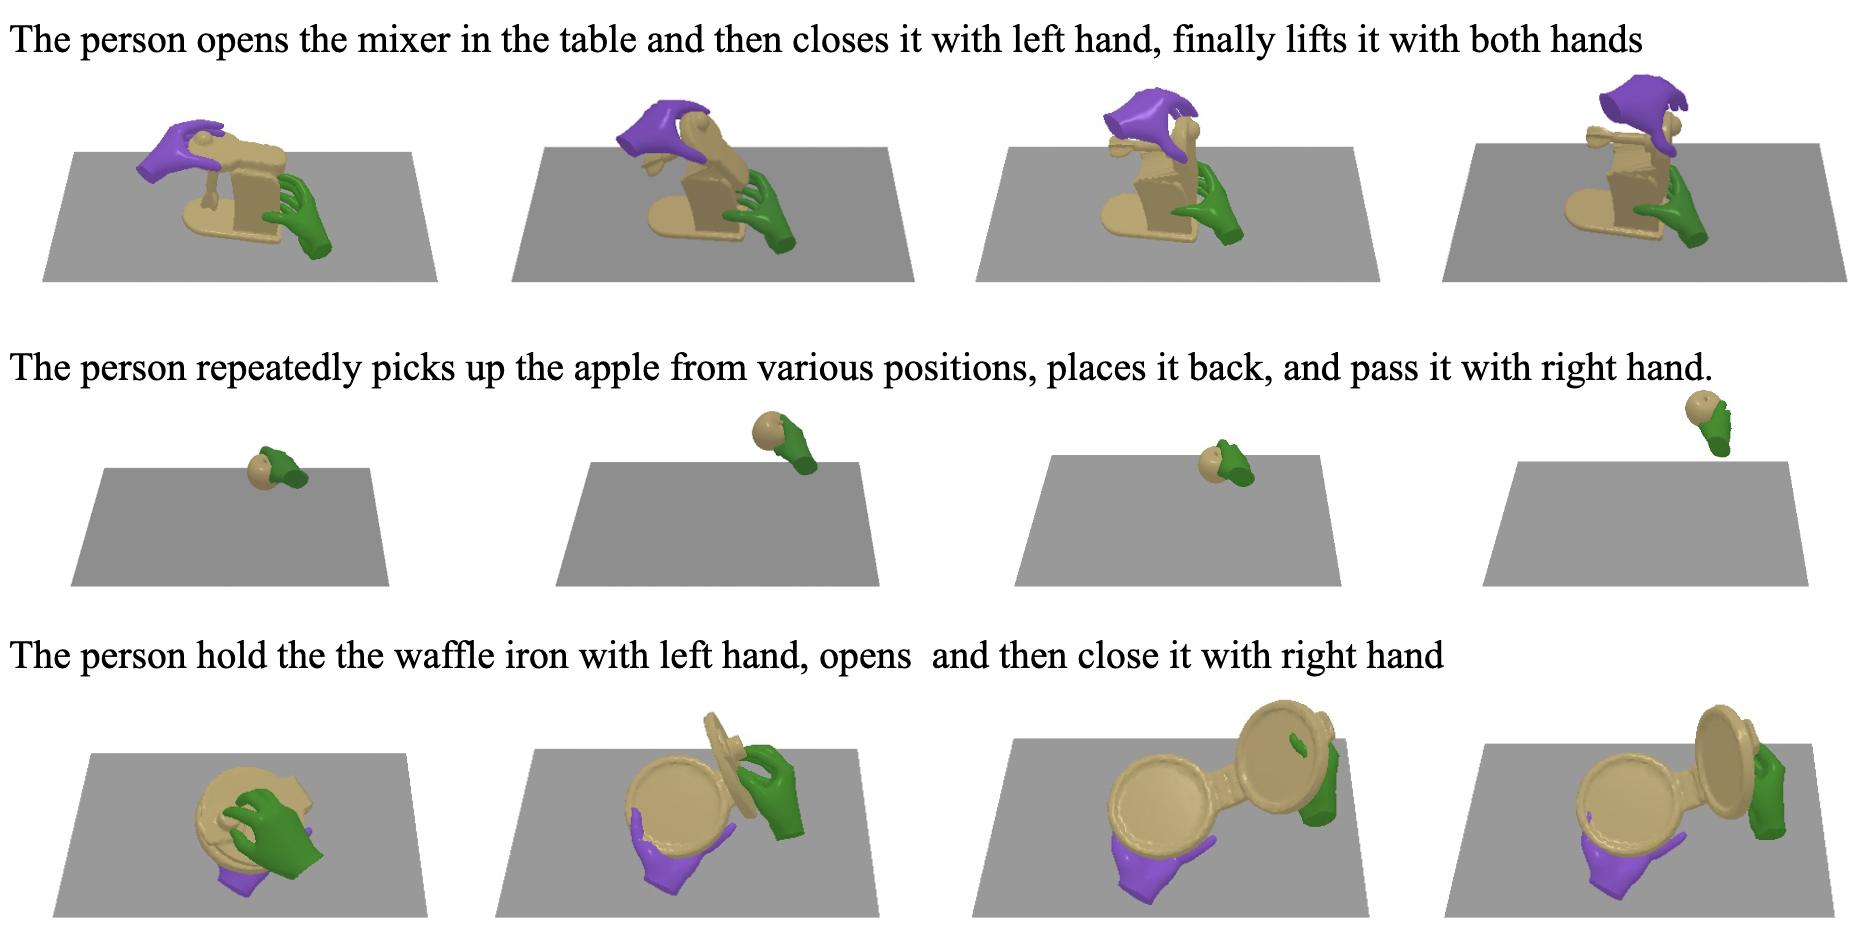 The person opens the mixer in the table and then closes it with left hand, finally lifts it with both hands
The person repeatedly picks up the apple from various positions, places it back, and pass it with right hand.
The person hold the the waffle iron with left hand, opens  and then close it with right hand